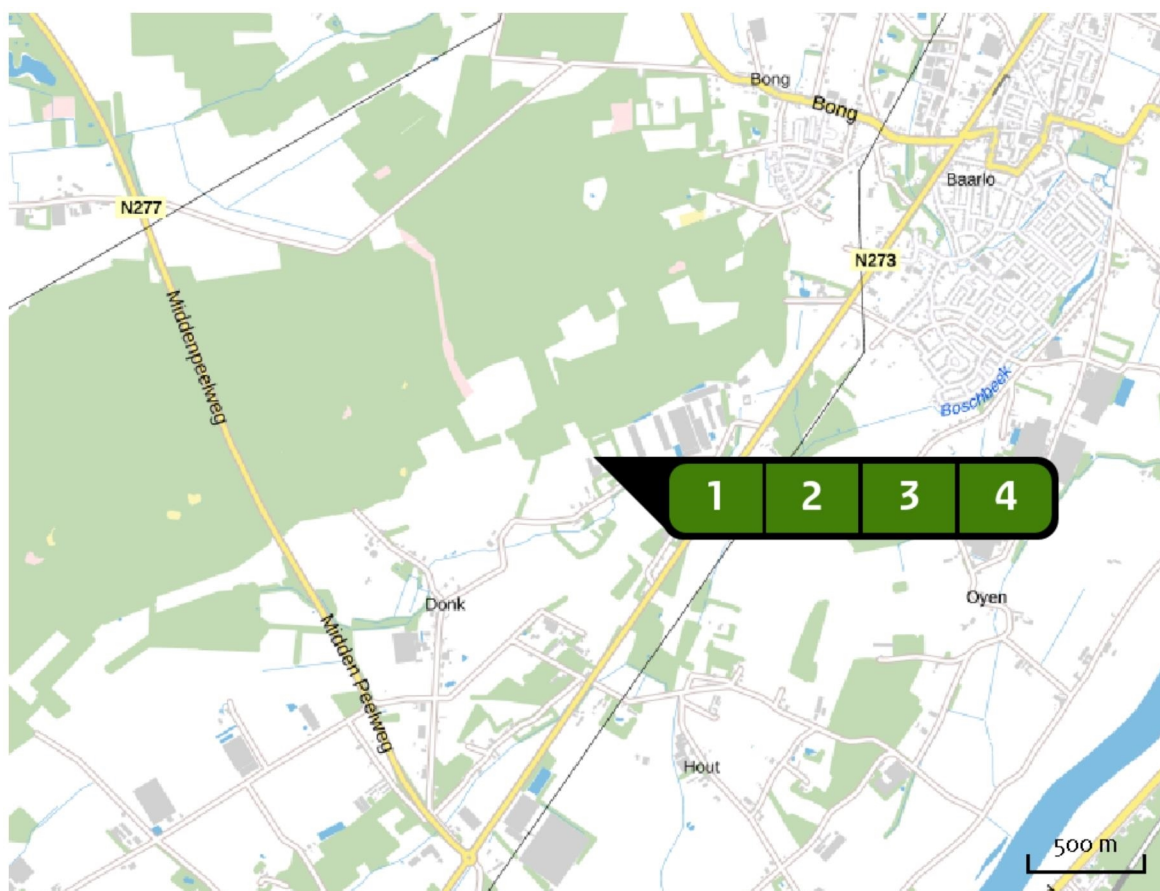 Bong
Bong
Baarlo
N277
N273
Middenpeelweg
Boschbeek
1 2 3 4
Donk
Oyen
Midden Peelweg
Hout
500 m